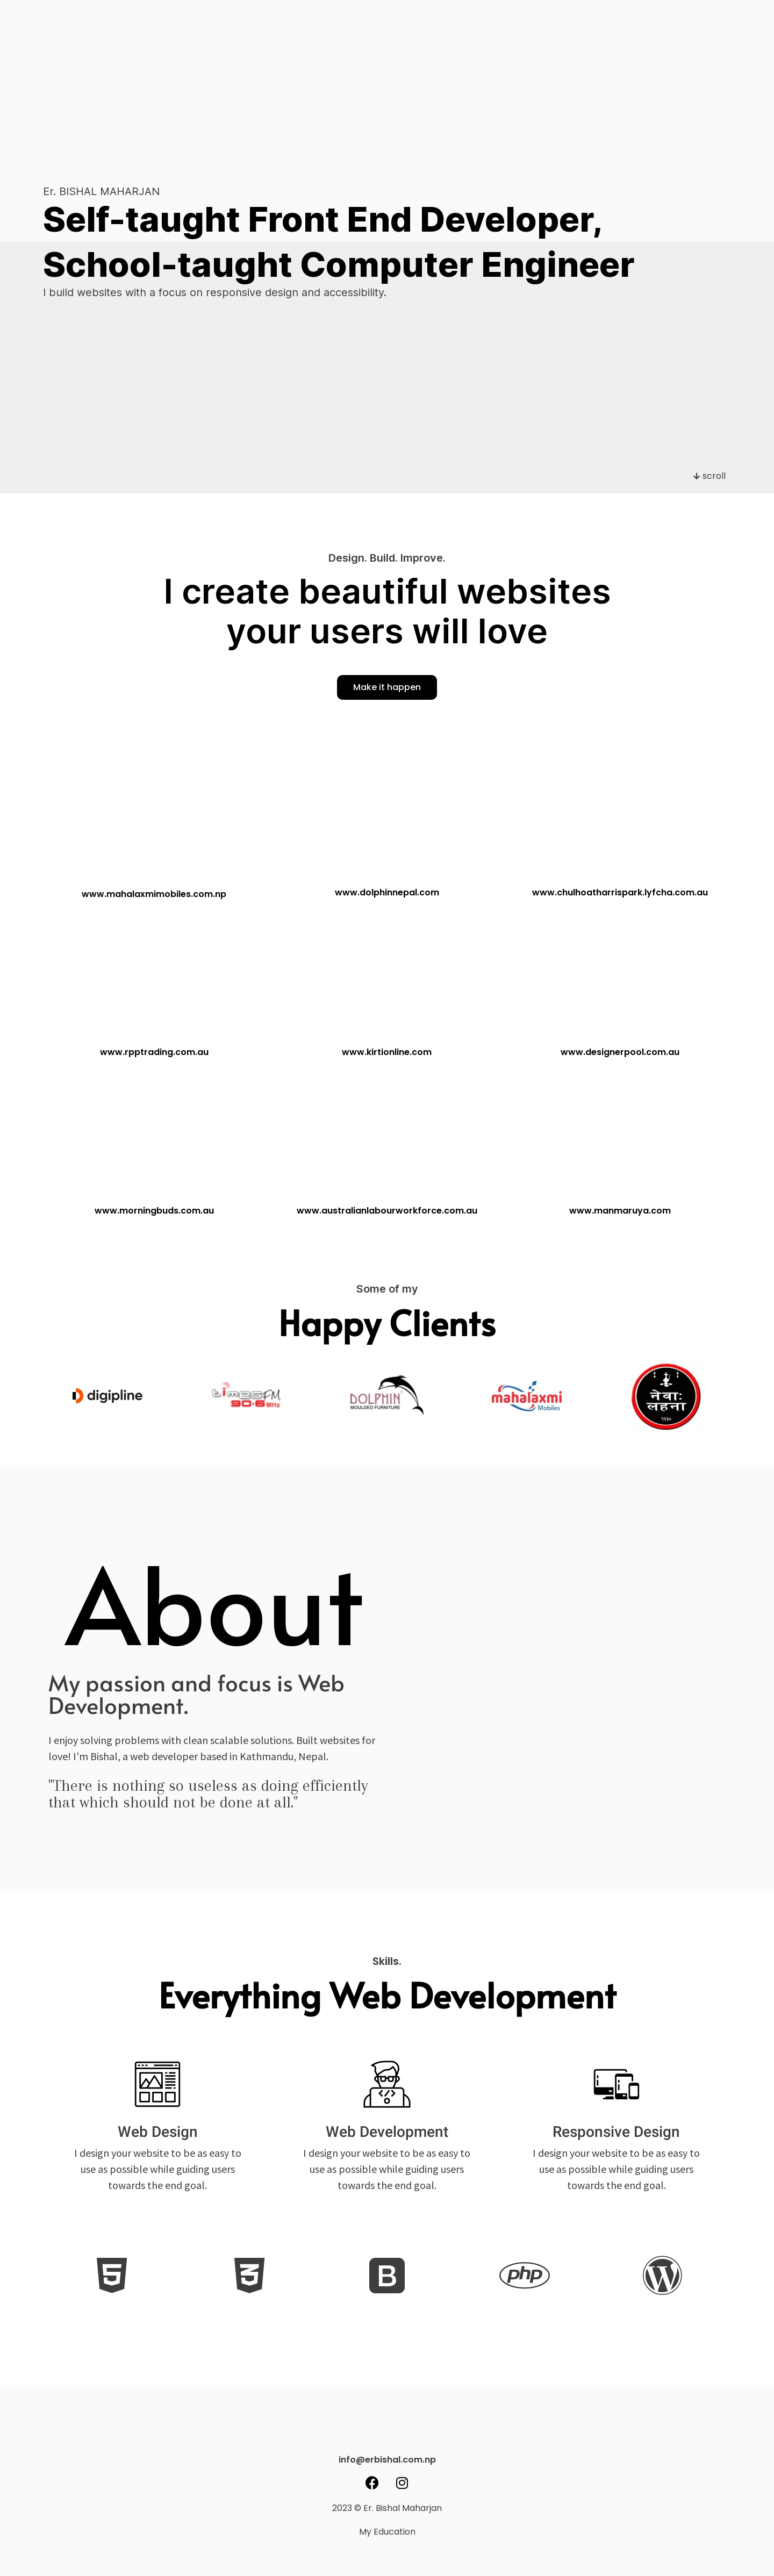 Er. BISHAL MAHARJAN
Self-taught Front End Developer,
School-taught Computer Engineer
I build websites with a focus on responsive design and accessibility.
scroll
Design. Build. Improve.
I create beautiful websites
your users will love
Make it happen
www.mahalaxmimobiles.com.np
www.dolphinnepal.com
www.chulhoatharrispark.lyfcha.com.au
www.rpptrading.com.au
www.kirtionline.com
www.designerpool.com.au
www.morningbuds.com.au
www.australianlabourworkforce.com.au
www.manmaruya.com
Some of my
Happy Clients
digipline
times FM
90.6 MHz
DOLPHIN
MOULDED FURNITURE
mahalaxmi
Mobiles
नेवाः
लहना
About
My passion and focus is Web
Development.
I enjoy solving problems with clean scalable solutions. Built websites for
love! I'm Bishal, a web developer based in Kathmandu, Nepal.
"There is nothing so useless as doing efficiently
that which should not be done at all."
Skills.
Everything Web Development
Web Design
I design your website to be as easy to
use as possible while guiding users
towards the end goal.
Web Development
I design your website to be as easy to
use as possible while guiding users
towards the end goal.
Responsive Design
I design your website to be as easy to
use as possible while guiding users
towards the end goal.
5
3
B
php
W
info@erbishal.com.np
2023 © Er. Bishal Maharjan
My Education